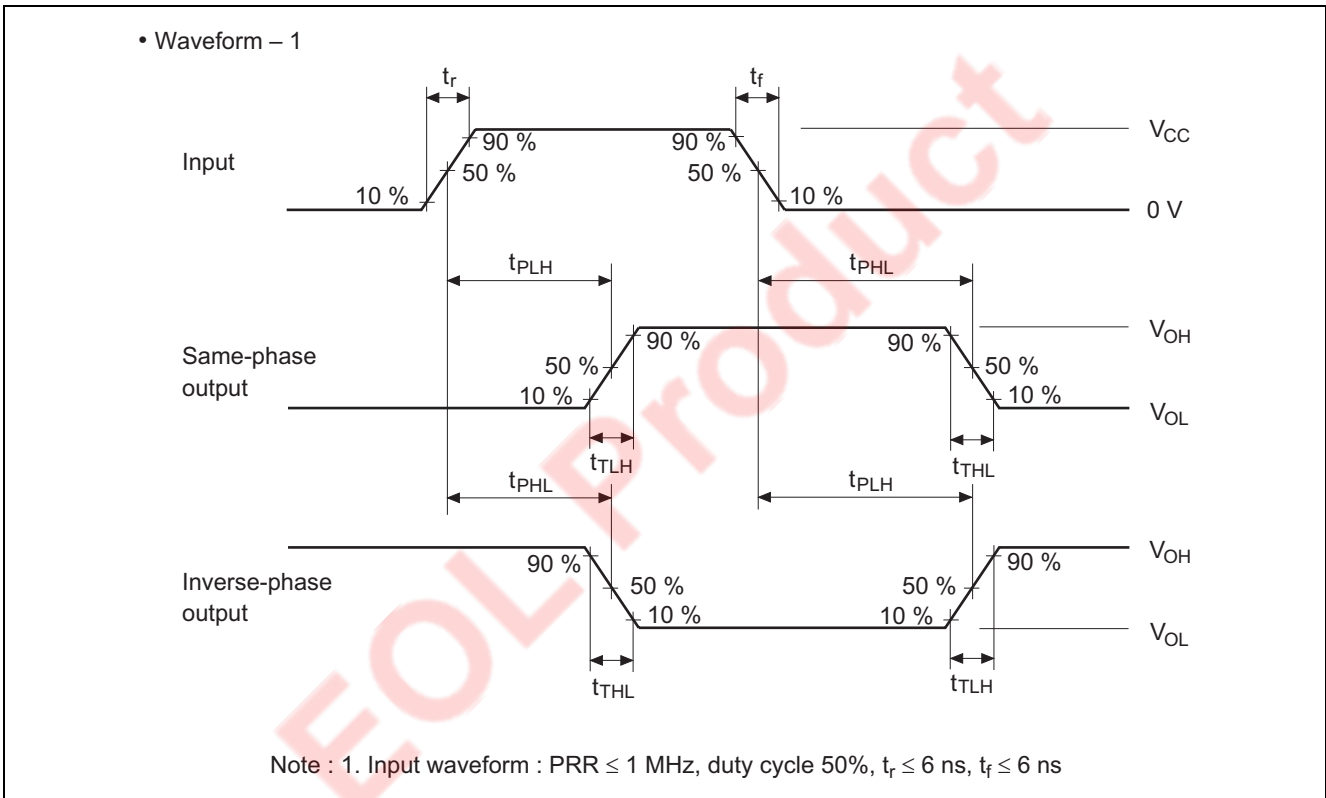 • Waveform – 1
tr
tf
Input
90 %
90 %
VCC
50 %
50 %
10 %
10 %
0 V
tPLH
tPHL
Same-phase
output
90 %
90 %
VOH
50 %
50 %
10 %
10 %
VOL
tTLH
tTHL
tPHL
tPLH
Inverse-phase
output
90 %
90 %
VOH
50 %
50 %
10 %
10 %
VOL
tTHL
tTLH
Note : 1. Input waveform : PRR ≤ 1 MHz, duty cycle 50%, tr ≤ 6 ns, tf ≤ 6 ns
EOL Product